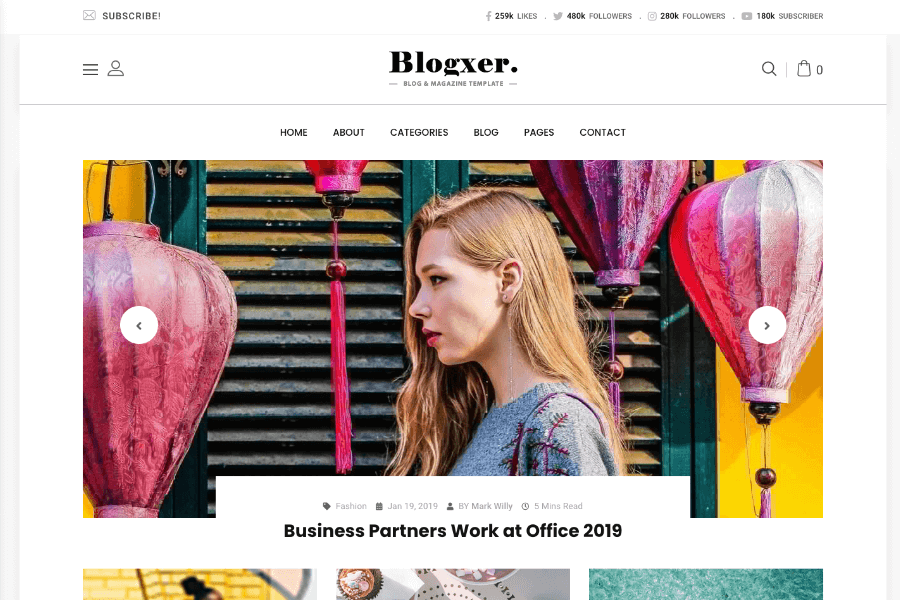 SUBSCRIBE!
259k LIKES . 480k FOLLOWERS . 280k FOLLOWERS . 180k SUBSCRIBER
Blogxer.
BLOG & MAGAZINE TEMPLATE
0
HOME ABOUT CATEGORIES BLOG PAGES CONTACT
Fashion Jan 19, 2019 BY Mark Willy 5 Mins Read
Business Partners Work at Office 2019